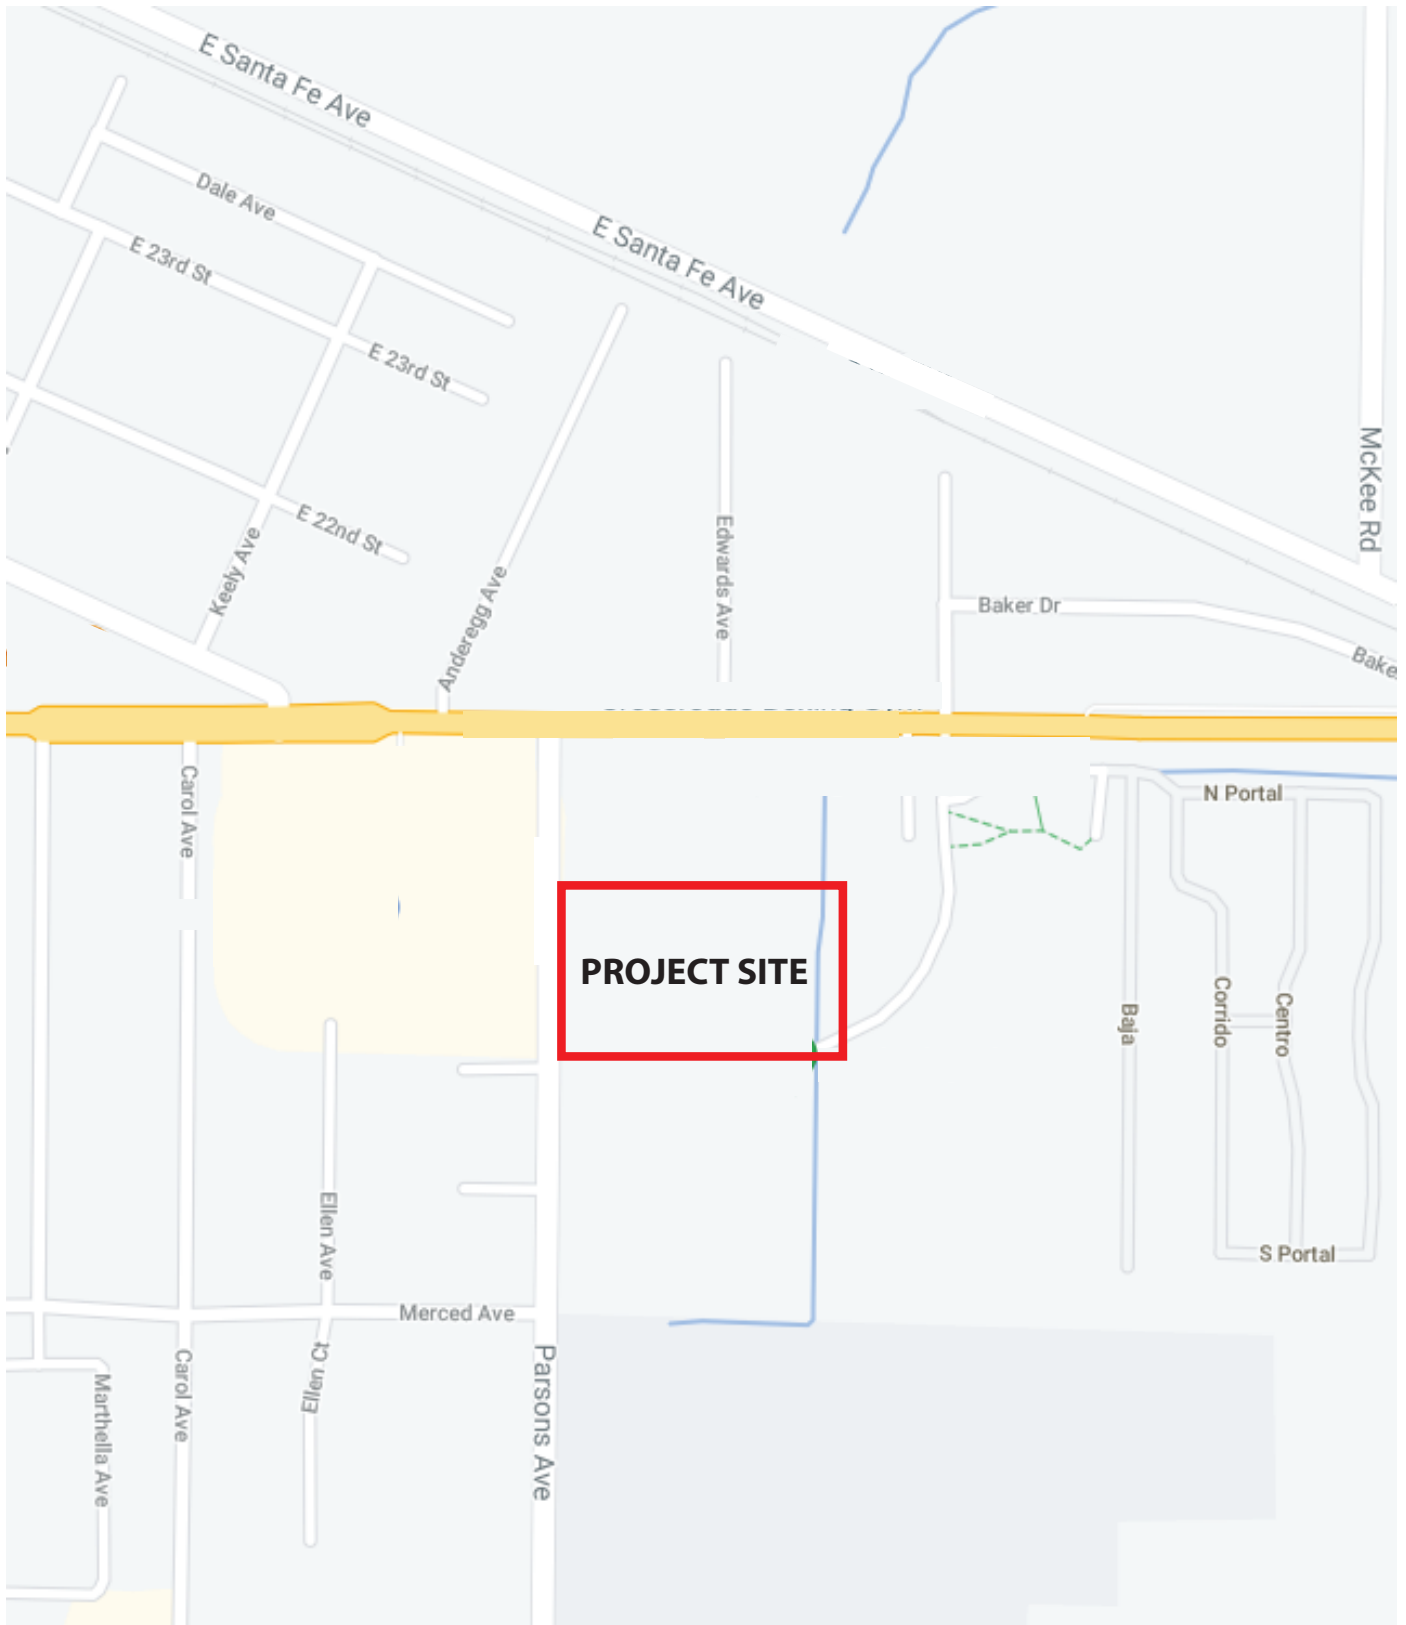 E Santa Fe Ave
Dale Ave
E 23rd St
E Santa Fe Ave
E 23rd St
McKee Rd
E 22nd St
Keely Ave
Anderegg Ave
Edwards Ave
Baker Dr
Bake
Carol Ave
N Portal
PROJECT SITE
Baja
Corrido
Centro
Ellen Ave
S Portal
Merced Ave
Ellen Ct
Carol Ave
Marthella Ave
Parsons Ave